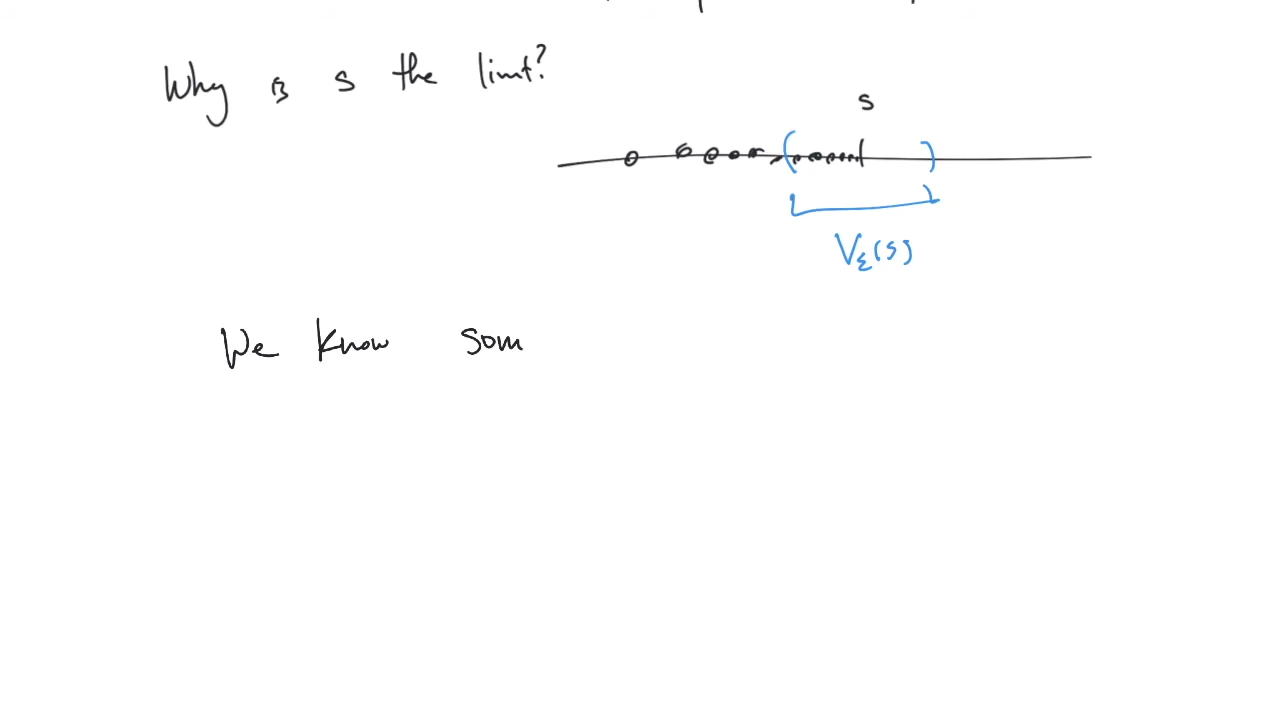 Why is s the limit?
s
Vε(s)
We know som